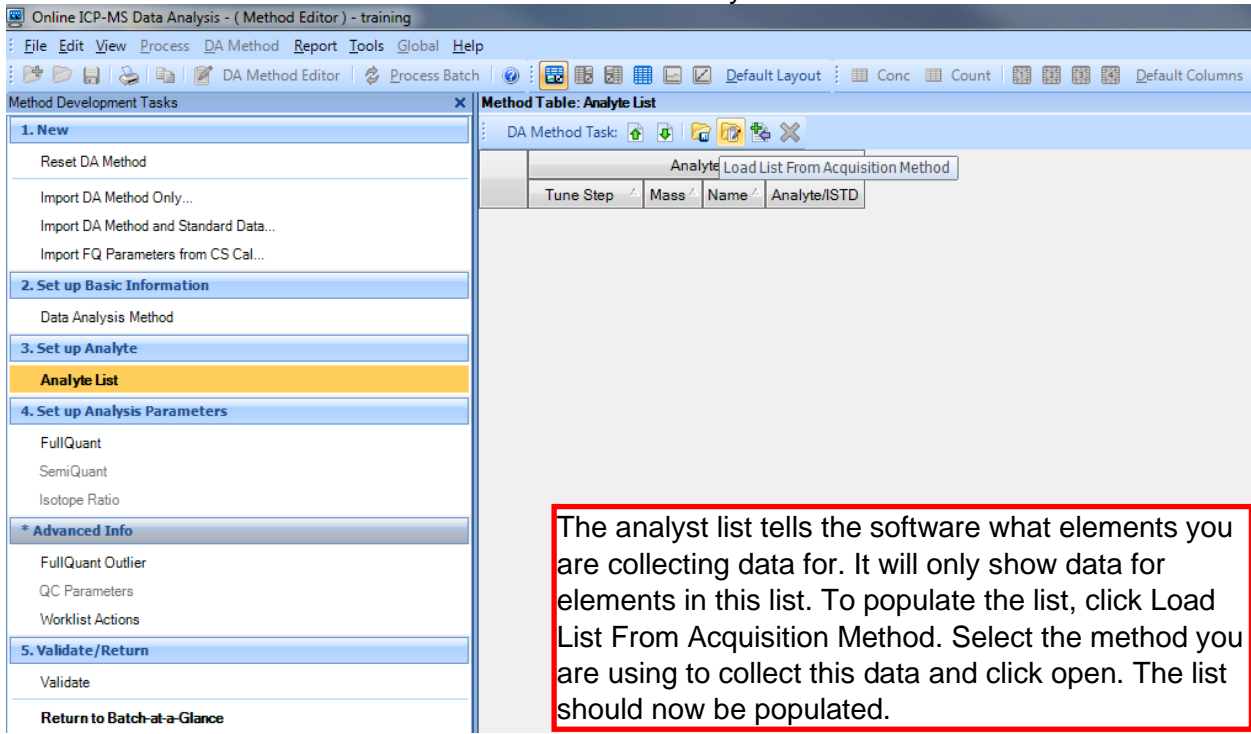 Online ICP-MS Data Analysis - ( Method Editor ) - training
File Edit View Process DA Method Report Tools Global Help
DA Method Editor Process Batch Default Layout Conc Count Default Columns
Method Development Tasks
1. New
Reset DA Method
Import DA Method Only...
Import DA Method and Standard Data...
Import FQ Parameters from CS Cal...
2. Set up Basic Information
Data Analysis Method
3. Set up Analyte
Analyte List
4. Set up Analysis Parameters
FullQuant
SemiQuant
Isotope Ratio
* Advanced Info
FullQuant Outlier
QC Parameters
Worklist Actions
5. Validate/Return
Validate
Return to Batch-at-a-Glance
Method Table: Analyte List
DA Method Task:
Analyte
Load List From Acquisition Method
Tune Step Mass Name Analyte/ISTD
The analyst list tells the software what elements you
are collecting data for. It will only show data for
elements in this list. To populate the list, click Load
List From Acquisition Method. Select the method you
are using to collect this data and click open. The list
should now be populated.